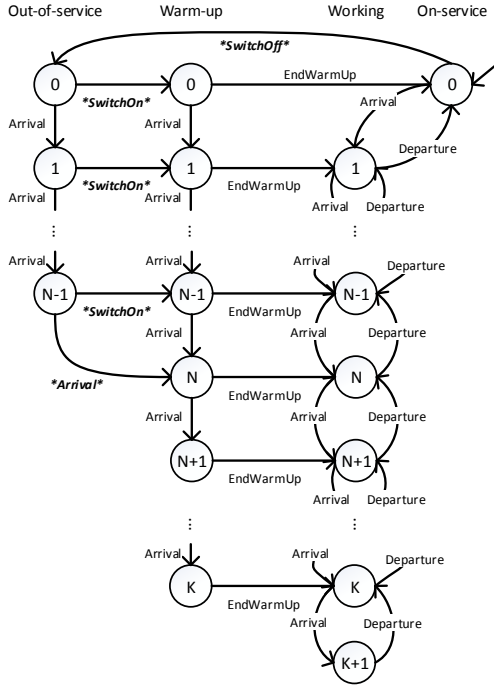 Out-of-service Warm-up Working On-service
*SwitchOff*
0 0 0
*SwitchOn* EndWarmUp
Arrival Arrival Arrival
Departure
1 1 1
*SwitchOn* EndWarmUp
Arrival Arrival Arrival Departure
... ... ...
Arrival Arrival Arrival Departure
N-1 N-1 N-1
*SwitchOn* EndWarmUp
Arrival Arrival Departure
*Arrival*
N N
EndWarmUp
Arrival Arrival Departure
N+1 N+1
EndWarmUp
Arrival Departure
... ...
Arrival Arrival Departure
K K
EndWarmUp
Arrival Departure
K+1